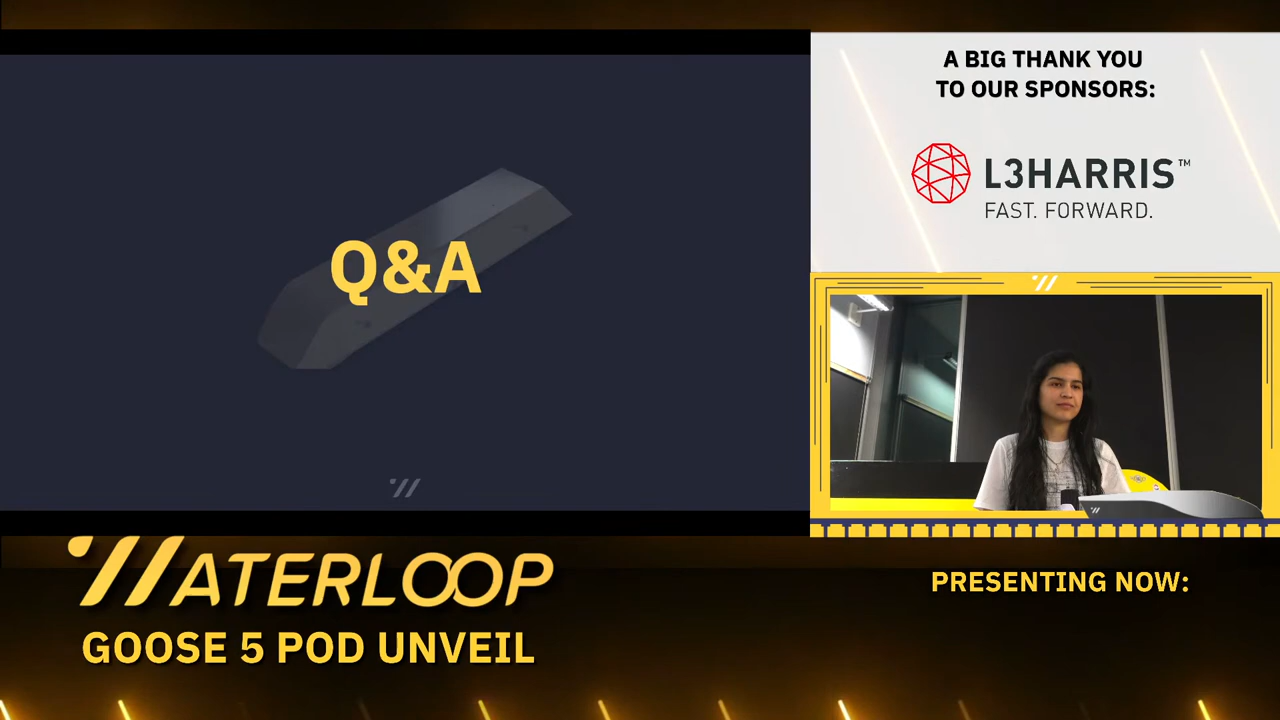 Q&A
A BIG THANK YOU
TO OUR SPONSORS:
L3HARRIS™
FAST. FORWARD.
WATERLOOP
GOOSE 5 POD UNVEIL
PRESENTING NOW: